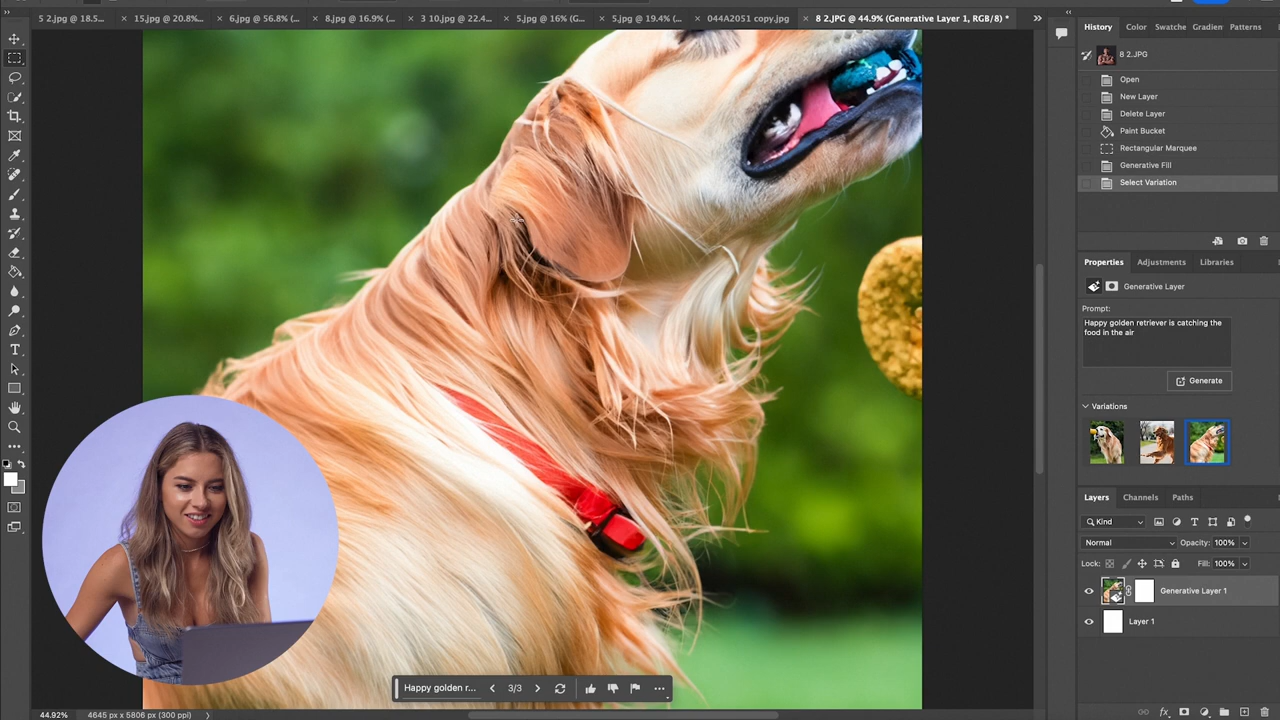 5 2.jpg @ 18.5...
15.jpg @ 20.8%...
6.jpg @ 56.8% (...
8.jpg @ 16.9% (...
3 10.jpg @ 22.4...
5.jpg @ 16% (G...
5.jpg @ 19.4% (...
044A2051 copy.jpg
8 2.JPG @ 44.9% (Generative Layer 1, RGB/8) *
History
Color
Swatche
Gradien
Patterns
8 2.JPG
Open
New Layer
Delete Layer
Paint Bucket
Rectangular Marquee
Generative Fill
Select Variation
Properties
Adjustments
Libraries
Generative Layer
Prompt:
Happy golden retriever is catching the
food in the air
Generate
Variations
Layers
Channels
Paths
Kind
Normal
Opacity: 100%
Lock:
Fill: 100%
Generative Layer 1
Layer 1
Happy golden r...
3/3
44.92%
4645 px x 5806 px (300 ppi)